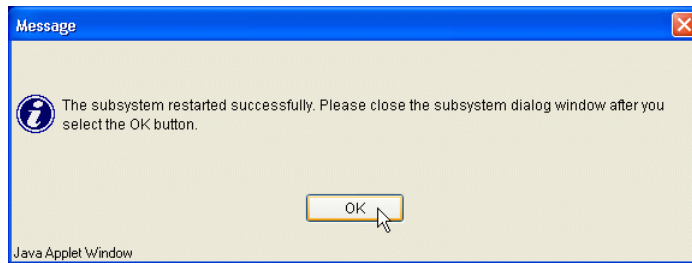 Message
The subsystem restarted successfully. Please close the subsystem dialog window after you
select the OK button.
OK
Java Applet Window